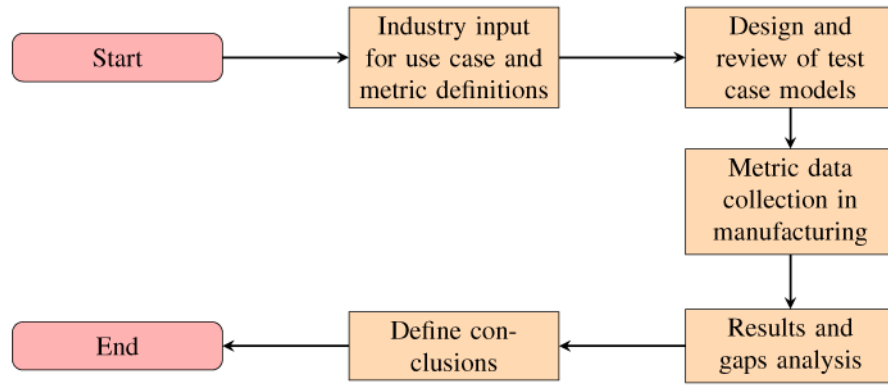 Start
Industry input
for use case and
metric definitions
Design and
review of test
case models
Metric data
collection in
manufacturing
Results and
gaps analysis
Define con-
clusions
End